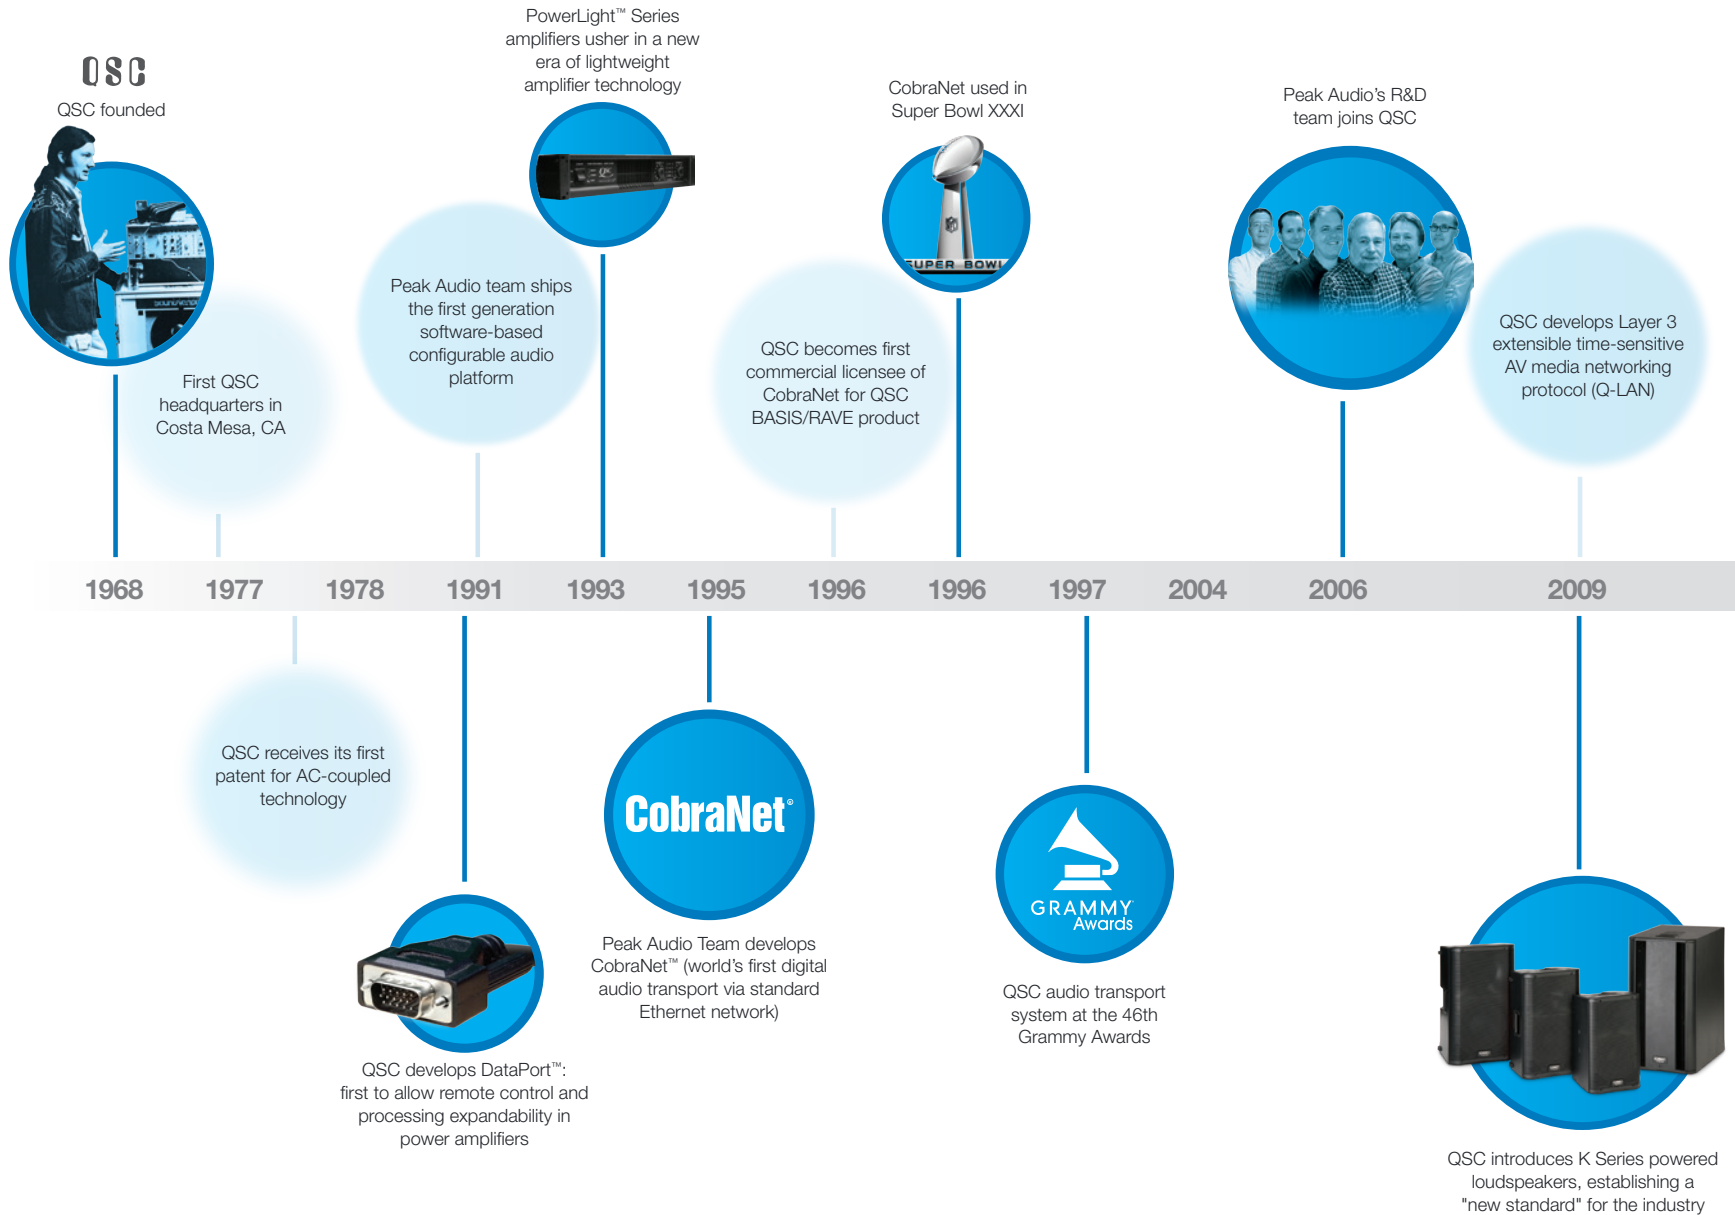 PowerLight™ Series
amplifiers usher in a new
era of lightweight
amplifier technology
QSC
QSC founded
CobraNet used in
Super Bowl XXXI
Peak Audio's R&D
team joins QSC
QSC
SUPER BOWL
Peak Audio team ships
the first generation
software-based
configurable audio
platform
First QSC
headquarters in
Costa Mesa, CA
QSC becomes first
commercial licensee of
CobraNet for QSC
BASIS/RAVE product
QSC develops Layer 3
extensible time-sensitive
AV media networking
protocol (Q-LAN)
1968 1977 1978 1991 1993 1995 1996 1996 1997 2004 2006 2009
QSC receives its first
patent for AC-coupled
technology
CobraNet®
GRAMMY
Awards
Peak Audio Team develops
CobraNet™ (world's first digital
audio transport via standard
Ethernet network)
QSC audio transport
system at the 46th
Grammy Awards
QSC develops DataPort™:
first to allow remote control and
processing expandability in
power amplifiers
QSC introduces K Series powered
loudspeakers, establishing a
"new standard" for the industry